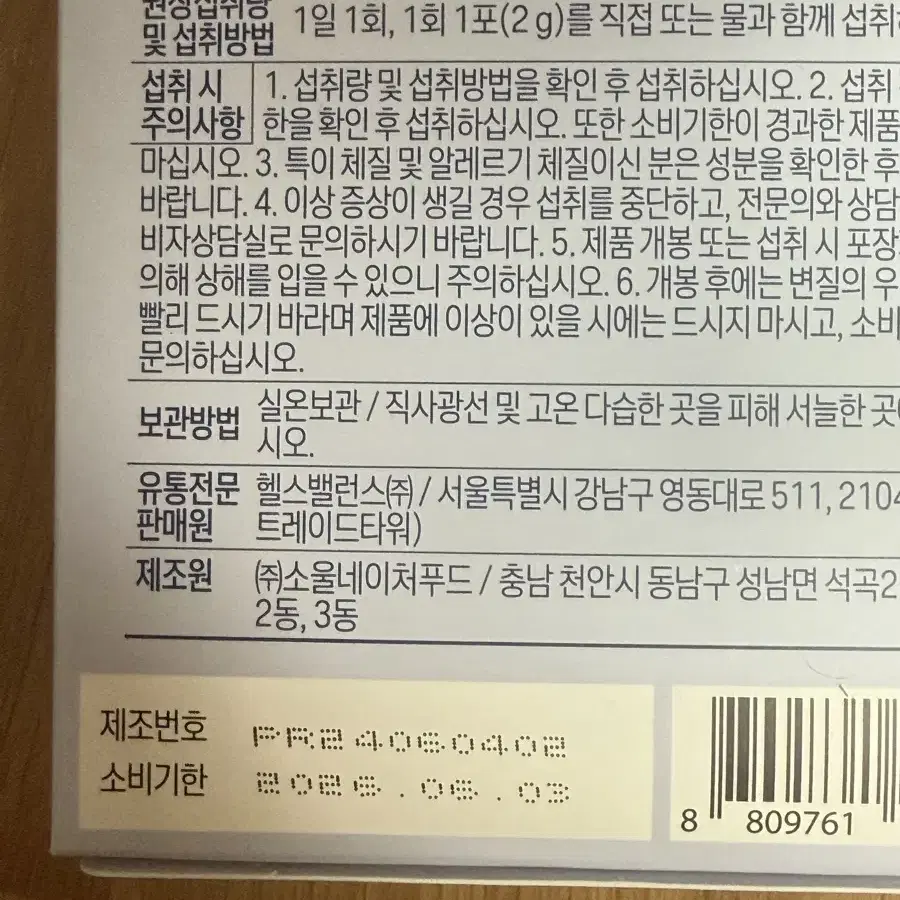 권장섭취량
및 섭취방법
1일 1회, 1회 1포(2 g)를 직접 또는 물과 함께 섭취
섭취 시
주의사항
1. 섭취량 및 섭취방법을 확인 후 섭취하십시오. 2. 섭취
한을 확인 후 섭취하십시오. 또한 소비기한이 경과한 제품
마십시오. 3. 특이 체질 및 알레르기 체질이신 분은 성분을 확인한 후
바랍니다. 4. 이상 증상이 생길 경우 섭취를 중단하고, 전문의와 상담
비자상담실로 문의하시기 바랍니다. 5. 제품 개봉 또는 섭취 시 포장
의해 상해를 입을 수 있으니 주의하십시오. 6. 개봉 후에는 변질의 우
빨리 드시기 바라며 제품에 이상이 있을 시에는 드시지 마시고, 소비
문의하십시오.
보관방법
실온보관 / 직사광선 및 고온 다습한 곳을 피해 서늘한 곳
시오.
유통전문
판매원
헬스밸런스㈜ / 서울특별시 강남구 영동대로 511, 2104
트레이드타워)
제조원
㈜소울네이처푸드 / 충남 천안시 동남구 성남면 석곡2
2동, 3동
제조번호 PR24060402
소비기한 2026.06.03
8 809761